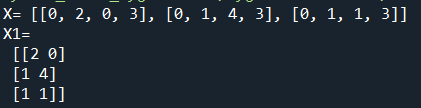 X= [[0, 2, 0, 3], [0, 1, 4, 3], [0, 1, 1, 3]]
X1=
[[2 0]
[1 4]
[1 1]]